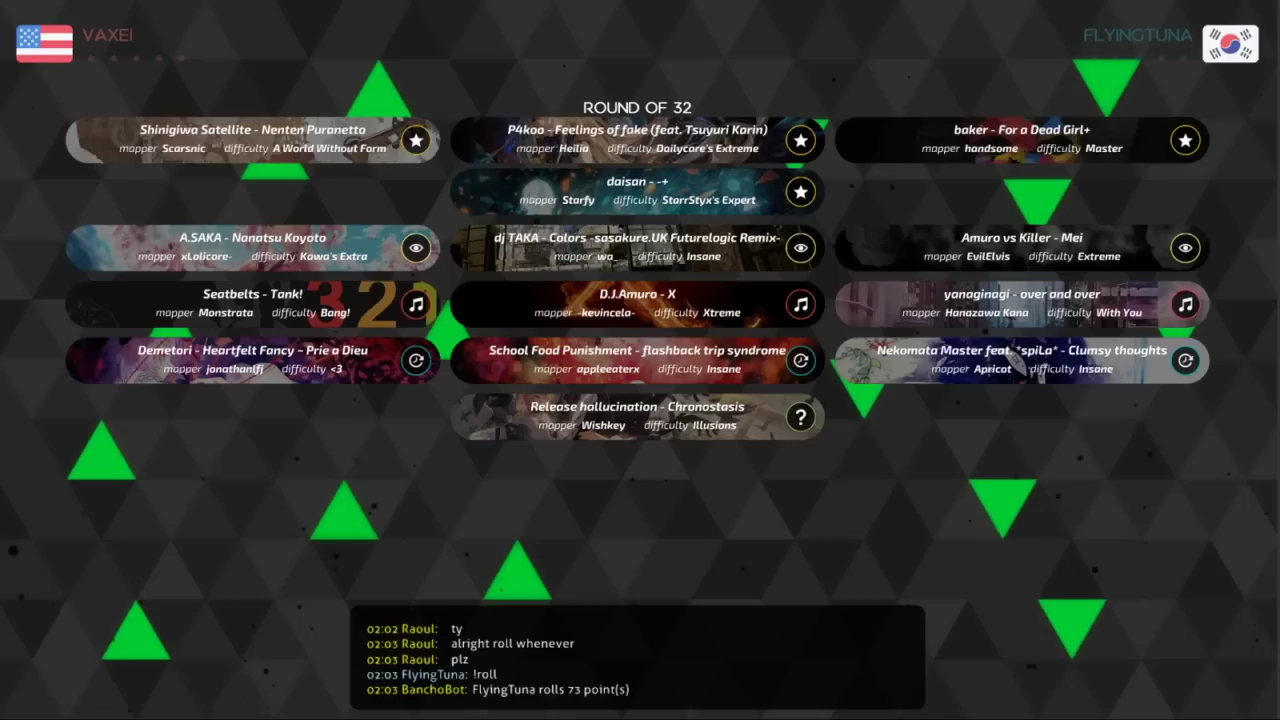 VAXEI
FLYINGTUNA
ROUND OF 32
Shinigiwa Satellite - Nenten Puranetto
mapper Scarsnic difficulty A World Without Form
P4koo - Feelings of fake (feat. Tsuyuri Karin)
mapper Heilia difficulty Dailycare's Extreme
baker - For a Dead Girl+
mapper handsome difficulty Master
daisan - -+
mapper Starfy difficulty StarrStyx's Expert
A.SAKA - Nanatsu Koyoto
mapper xLolicore- difficulty Kawa's Extra
dj TAKA - Colors -sasakure.UK Futurelogic Remix-
mapper wa difficulty Insane
Amuro vs Killer - Mei
mapper EvilElvis difficulty Extreme
Seatbelts - Tank!
mapper Monstrata difficulty Bang!
321
D.J.Amuro - X
mapper -kevincela- difficulty Xtreme
yanaginagi - over and over
mapper Hanazawa Kana difficulty With You
Demetori - Heartfelt Fancy ~ Prie a Dieu
mapper jonathanlfj difficulty <3
School Food Punishment - flashback trip syndrome
mapper appleeaterx difficulty Insane
Nekomata Master feat. *spiLa* - Clumsy thoughts
mapper Apricot difficulty Insane
Release hallucination - Chronostasis
mapper Wishkey difficulty Illusions
?
02:02 Raoul: ty
02:03 Raoul: alright roll whenever
02:03 Raoul: plz
02:03 FlyingTuna: !roll
02:03 BanchoBot: FlyingTuna rolls 73 point(s)